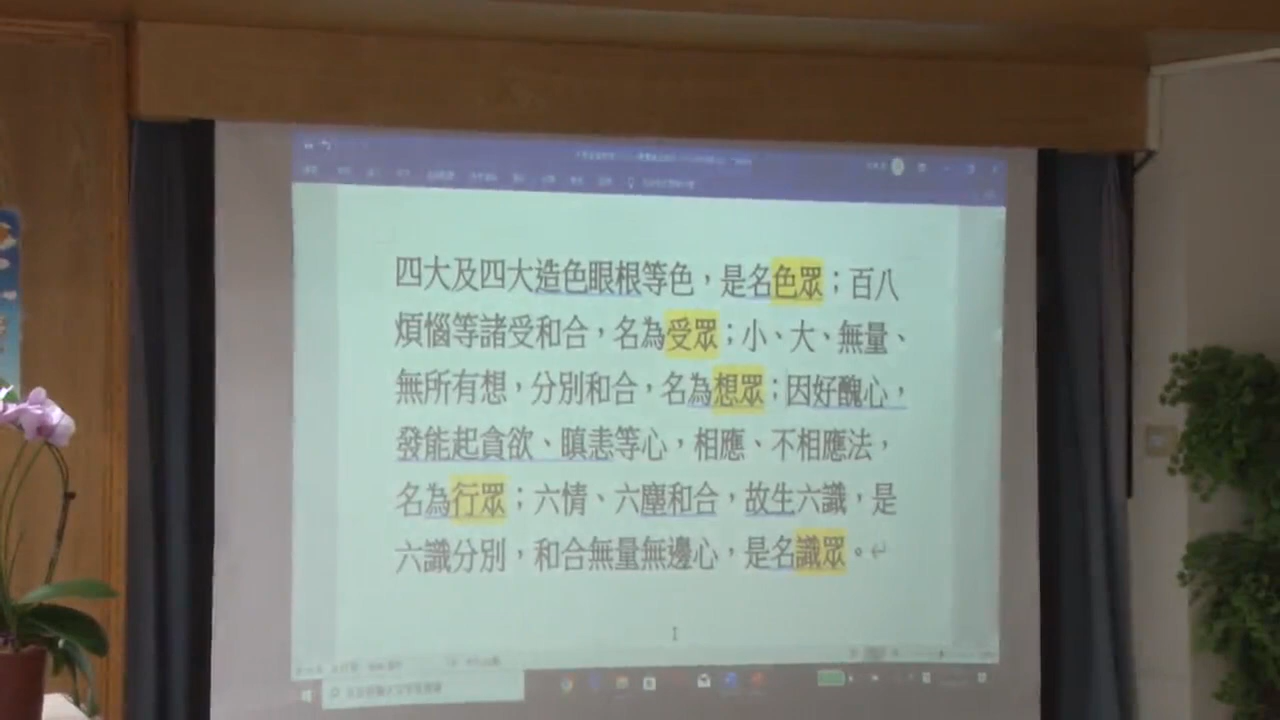 四大及四大造色眼根等色，是名色眾；百八
煩惱等諸受和合，名為受眾；小、大、無量、
無所有想，分別和合，名為想眾；因好醜心，
發能起貪欲、瞋恚等心，相應、不相應法，
名為行眾；六情、六塵和合，故生六識，是
六識分別，和合無量無邊心，是名識眾。